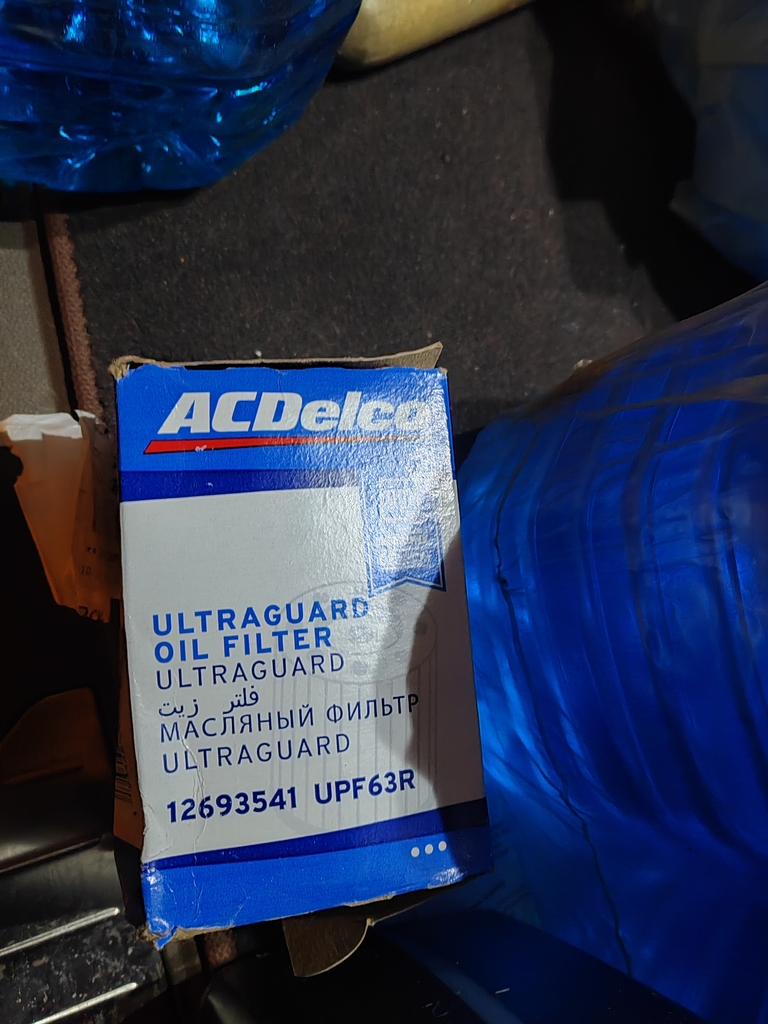 ACDelco
ULTRAGUARD
OIL FILTER
ULTRAGUARD
فلتر زيت
МАСЛЯНЫЙ ФИЛЬТР
ULTRAGUARD
12693541 UPF63R